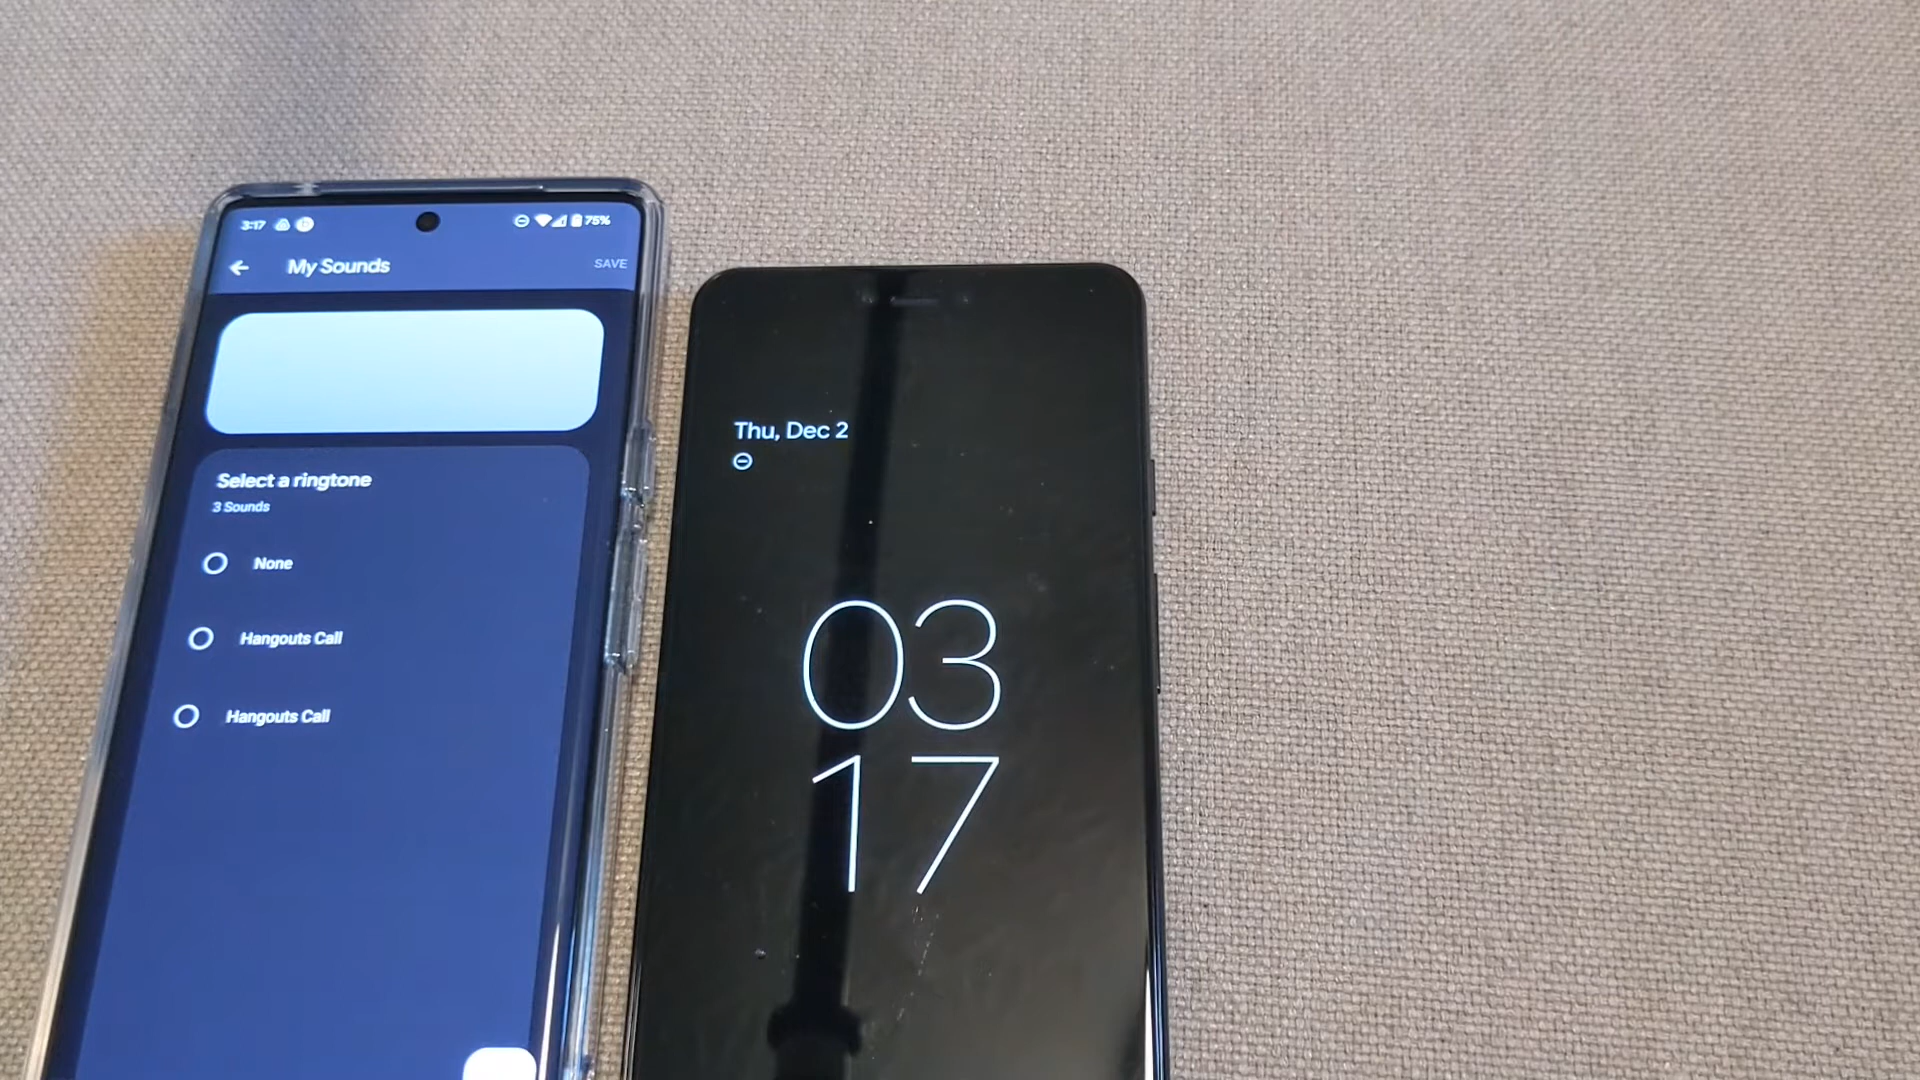 3:17
75%
My Sounds
SAVE
Select a ringtone
3 Sounds
None
Hangouts Call
Hangouts Call
Thu, Dec 2
03
17